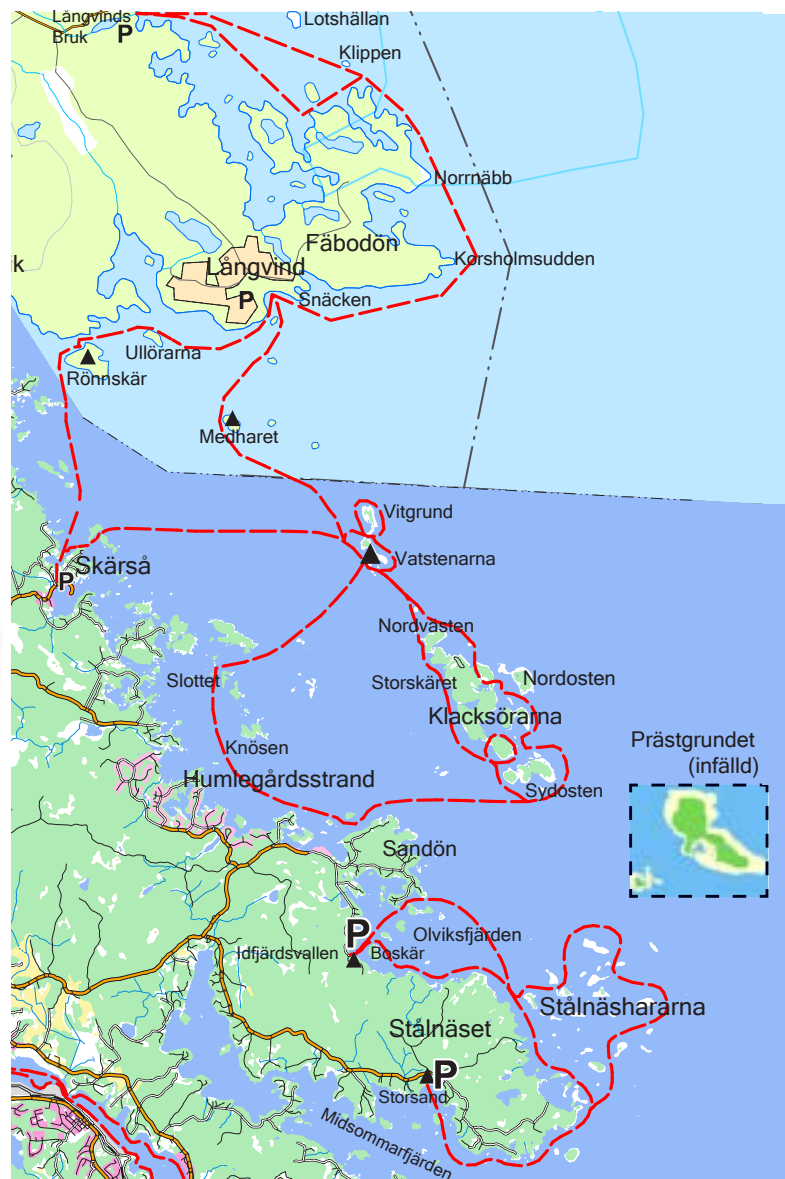 Lotshällan
Långvinds
Bruk
P
Klippen
Norrnäbb
Fäbodön
Korsholmsudden
Långvind
k
P
Snäcken
Ullörarna
Rönnskär
Medharet
Vitgrund
Vatstenarna
Skärså
P
Nordvästen
Nordosten
Slottet
Storskäret
Klacksörarna
Knösen
Prästgrundet
(infälld)
Humlegårdsstrand
Sydosten
Sandön
P
Olviksfjärden
Idfjärdsvallen
Boskär
Stålnäshararna
Stålnäset
P
Storsand
Midsommarfjärden